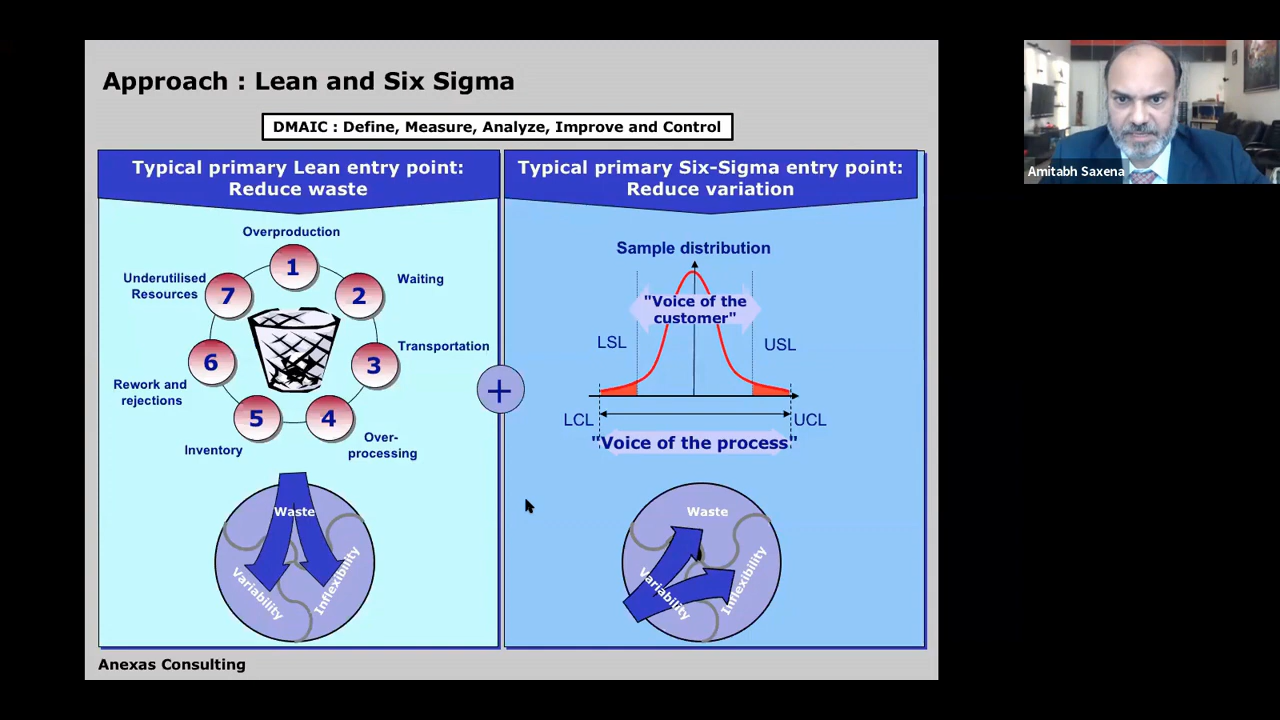 Approach : Lean and Six Sigma
DMAIC : Define, Measure, Analyze, Improve and Control
Typical primary Lean entry point:
Reduce waste
Overproduction
1
Waiting
2
Transportation
3
4
Over-
processing
5
Inventory
6
Rework and
rejections
7
Underutilised
Resources
Waste
Variability
Inflexibility
+
Typical primary Six-Sigma entry point:
Reduce variation
Sample distribution
"Voice of the
customer"
LSL
USL
LCL
UCL
"Voice of the process"
Waste
Variability
Inflexibility
Anexas Consulting
Amitabh Saxena